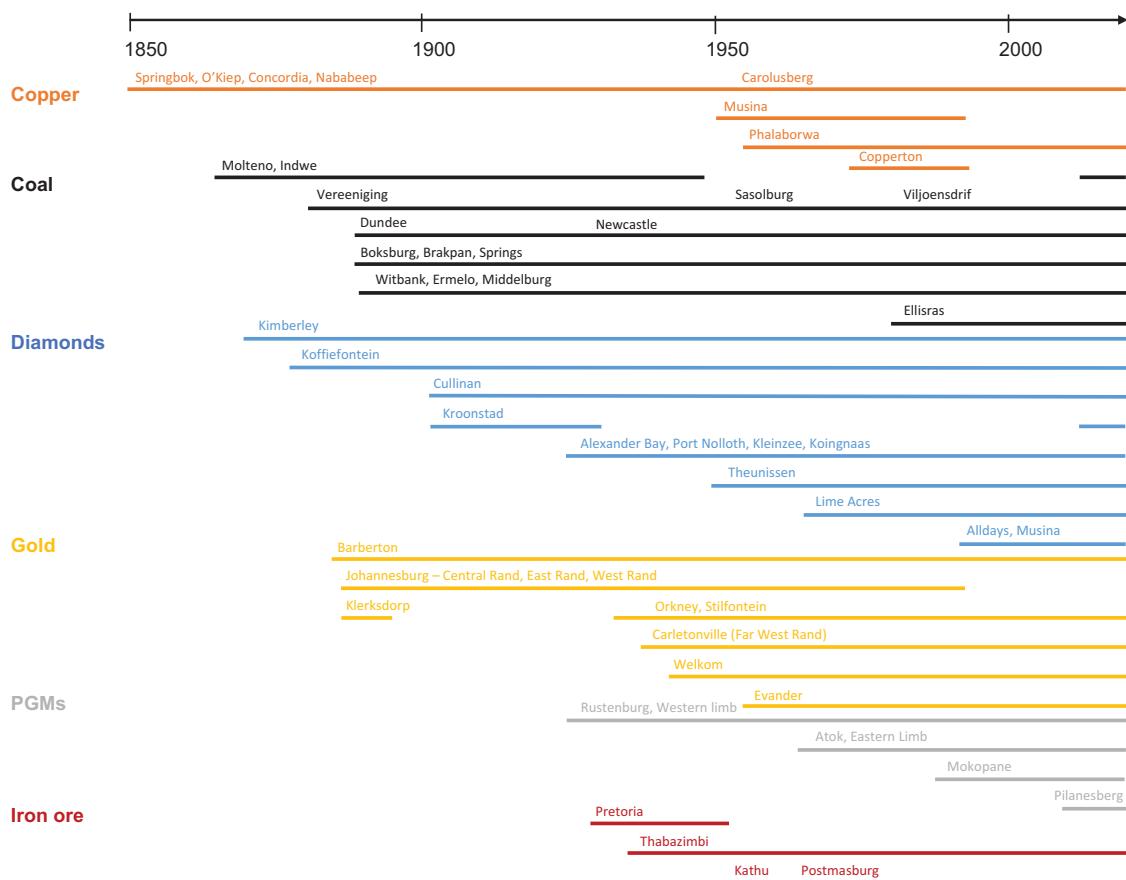 1850 1900 1950 2000
Springbok, O’Kiep, Concordia, Nababeep Carolusberg
Copper
Musina
Phalaborwa
Copperton
Molteno, Indwe
Coal
Vereeniging Sasolburg Viljoensdrif
Dundee Newcastle
Boksburg, Brakpan, Springs
Witbank, Ermelo, Middelburg
Ellisras
Kimberley
Diamonds
Koffiefontein
Cullinan
Kroonstad
Alexander Bay, Port Nolloth, Kleinzee, Koingnaas
Theunissen
Lime Acres
Alldays, Musina
Gold
Barberton
Johannesburg – Central Rand, East Rand, West Rand
Klerksdorp Orkney, Stilfontein
Carletonville (Far West Rand)
Welkom
Evander
PGMs
Rustenburg, Western limb
Atok, Eastern Limb
Mokopane
Pilanesberg
Iron ore
Pretoria
Thabazimbi
Kathu Postmasburg